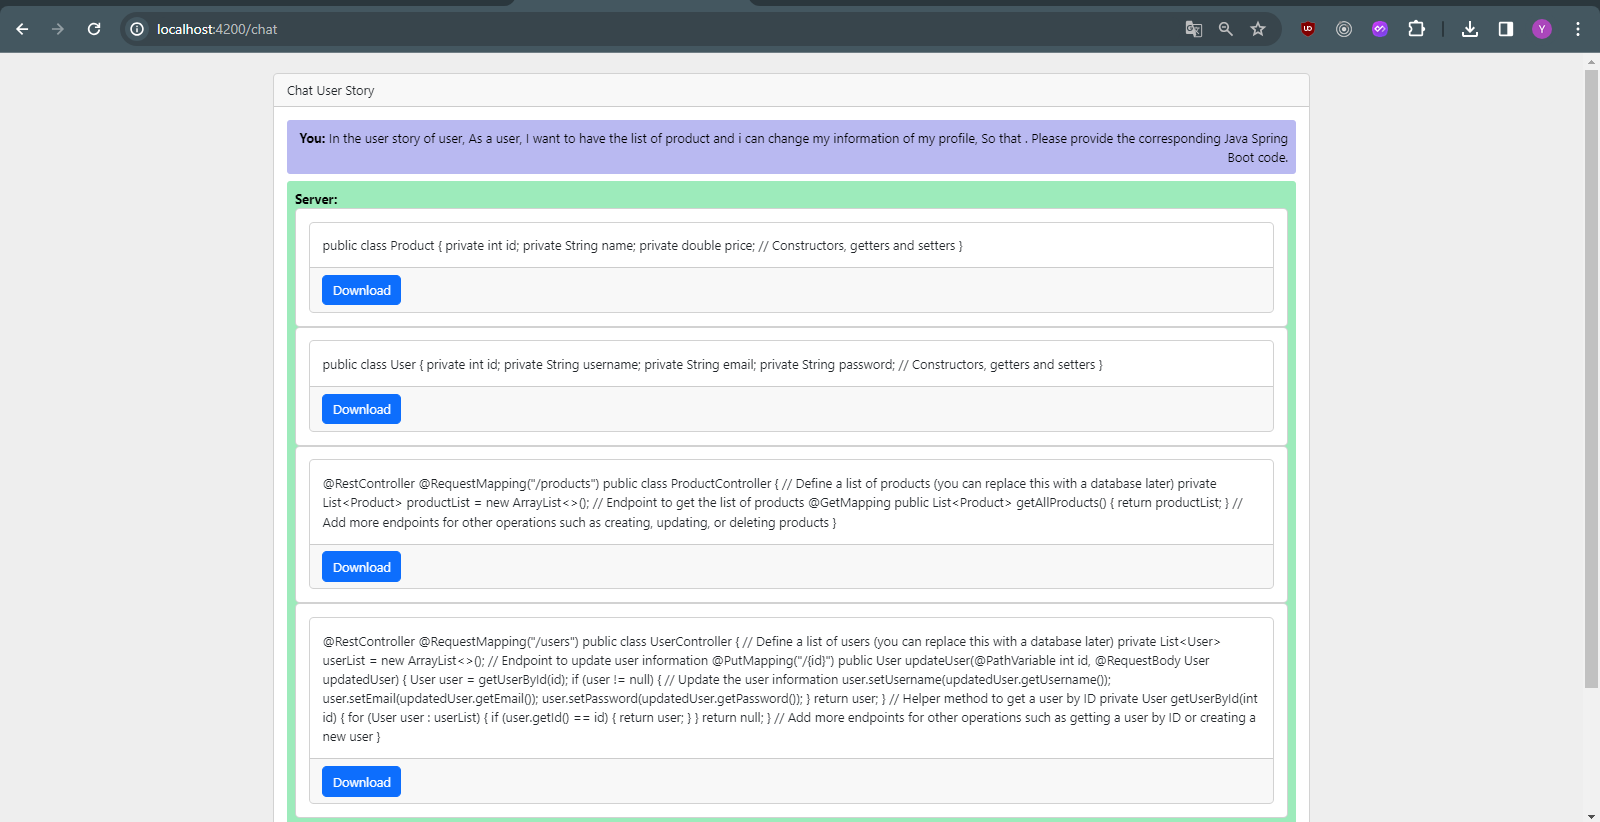 localhost:4200/chat
Y
Chat User Story
You: In the user story of user, As a user, I want to have the list of product and i can change my information of my profile, So that . Please provide the corresponding Java Spring
Boot code.
Server:
public class Product { private int id; private String name; private double price; // Constructors, getters and setters }
Download
public class User { private int id; private String username; private String email; private String password; // Constructors, getters and setters }
Download
@RestController @RequestMapping("/products") public class ProductController { // Define a list of products (you can replace this with a database later) private
List<Product> productList = new ArrayList<>(); // Endpoint to get the list of products @GetMapping public List<Product> getAllProducts() { return productList; } //
Add more endpoints for other operations such as creating, updating, or deleting products }
Download
@RestController @RequestMapping("/users") public class UserController { // Define a list of users (you can replace this with a database later) private List<User>
userList = new ArrayList<>(); // Endpoint to update user information @PutMapping("/{id}") public User updateUser(@PathVariable int id, @RequestBody User
updatedUser) { User user = getUserById(id); if (user != null) { // Update the user information user.setUsername(updatedUser.getUsername());
user.setEmail(updatedUser.getEmail()); user.setPassword(updatedUser.getPassword()); } return user; } // Helper method to get a user by ID private User getUserById(int
id) { for (User user : userList) { if (user.getId() == id) { return user; } } return null; } // Add more endpoints for other operations such as getting a user by ID or creating a
new user }
Download